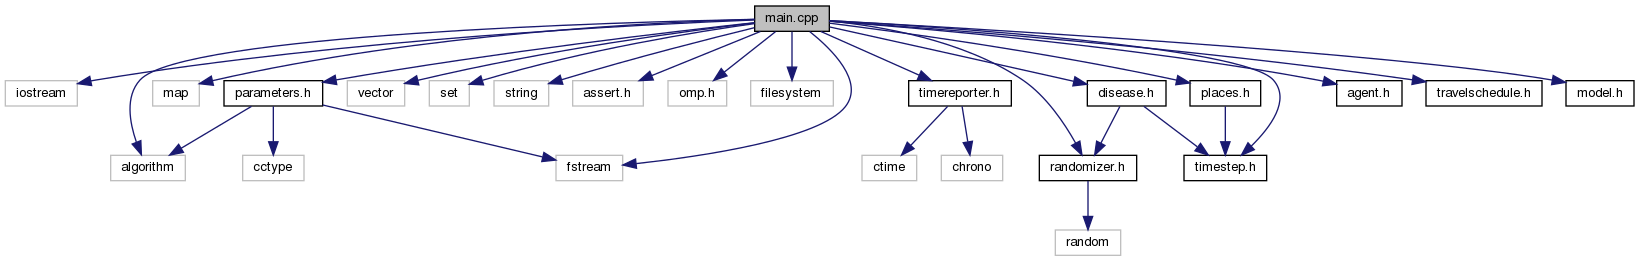 main.cpp
iostream
map
parameters.h
vector
set
string
assert.h
omp.h
filesystem
timereporter.h
disease.h
places.h
agent.h
travelschedule.h
model.h
algorithm
cctype
fstream
ctime
chrono
randomizer.h
timestep.h
random